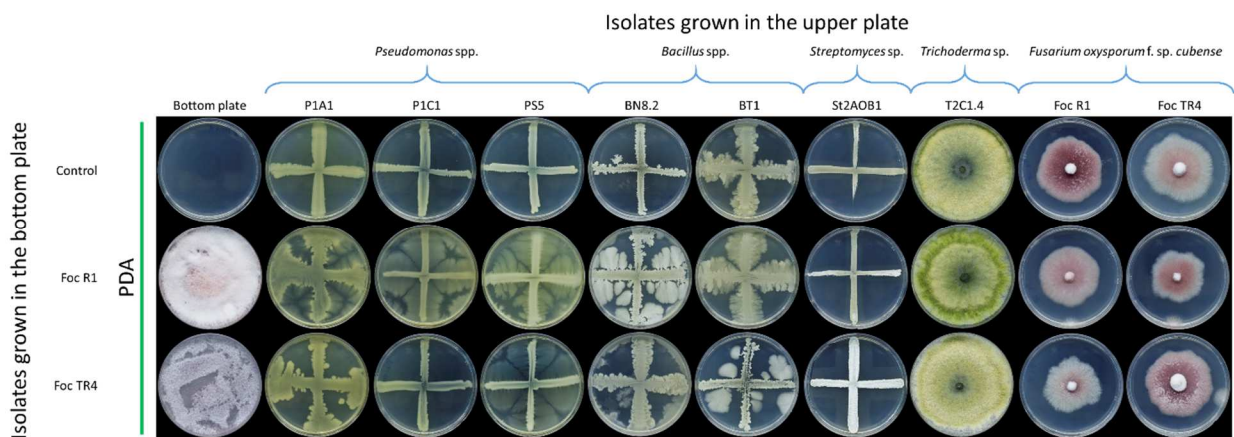 Isolates grown in the upper plate
Pseudomonas spp. Bacillus spp. Streptomyces sp. Trichoderma sp. Fusarium oxysporum f. sp. cubense
Bottom plate P1A1 P1C1 PS5 BN8.2 BT1 St2AOB1 T2C1.4 Foc R1 Foc TR4
Isolates grown in the bottom plate
PDA
Control
Foc R1
Foc TR4